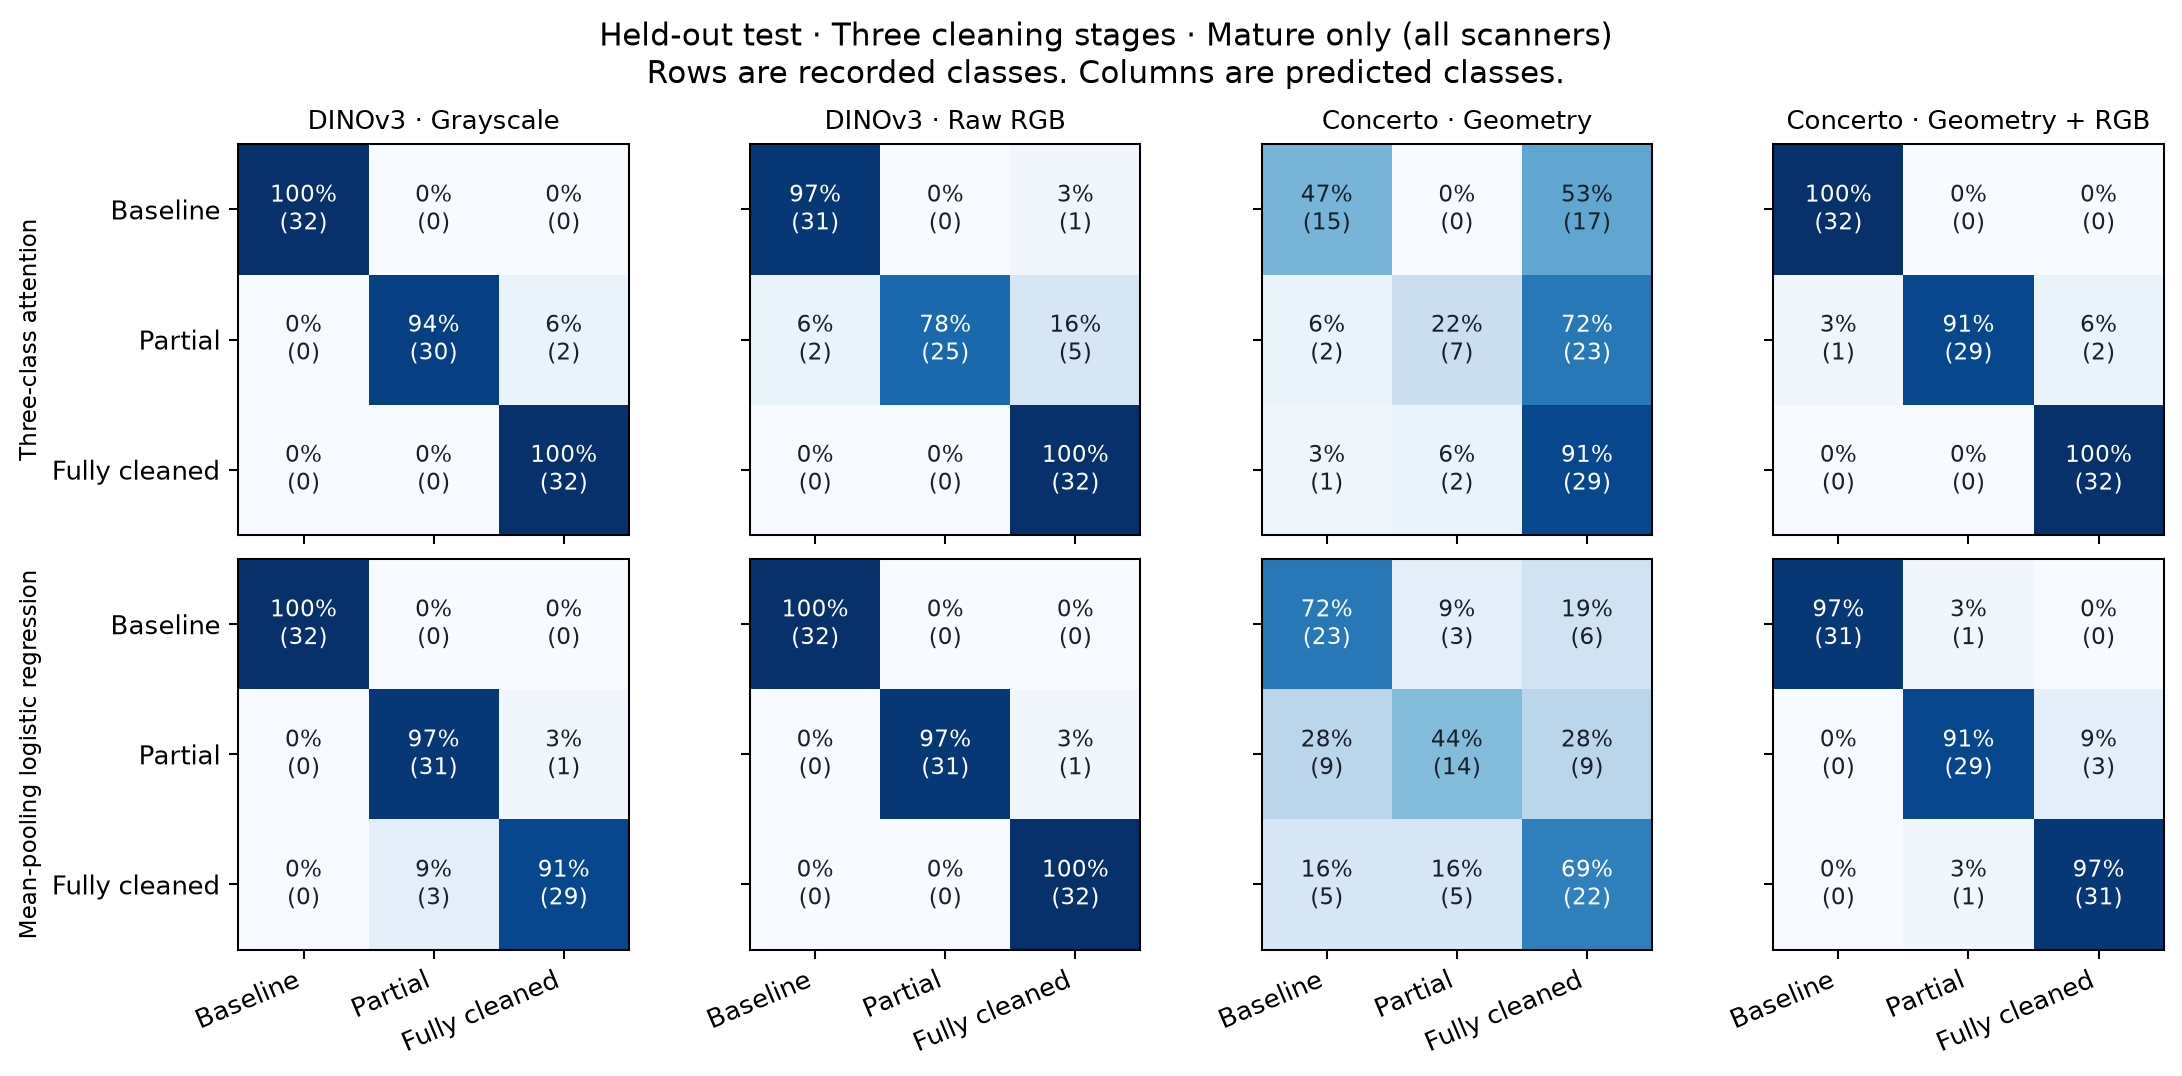 Held-out test · Three cleaning stages · Mature only (all scanners)
Rows are recorded classes. Columns are predicted classes.
DINOv3 · Grayscale
DINOv3 · Raw RGB
Concerto · Geometry
Concerto · Geometry + RGB
Three-class attention
Baseline
100% 0% 0% 97% 0% 3% 47% 0% 53% 100% 0% 0%
(32) (0) (0) (31) (0) (1) (15) (0) (17) (32) (0) (0)
Partial
0% 94% 6% 6% 78% 16% 6% 22% 72% 3% 91% 6%
(0) (30) (2) (2) (25) (5) (2) (7) (23) (1) (29) (2)
Fully cleaned
0% 0% 100% 0% 0% 100% 3% 6% 91% 0% 0% 100%
(0) (0) (32) (0) (0) (32) (1) (2) (29) (0) (0) (32)
Mean-pooling logistic regression
Baseline
100% 0% 0% 100% 0% 0% 72% 9% 19% 97% 3% 0%
(32) (0) (0) (32) (0) (0) (23) (3) (6) (31) (1) (0)
Partial
0% 97% 3% 0% 97% 3% 28% 44% 28% 0% 91% 9%
(0) (31) (1) (0) (31) (1) (9) (14) (9) (0) (29) (3)
Fully cleaned
0% 9% 91% 0% 0% 100% 16% 16% 69% 0% 3% 97%
(0) (3) (29) (0) (0) (32) (5) (5) (22) (0) (1) (31)
Baseline Partial Fully cleaned Baseline Partial Fully cleaned Baseline Partial Fully cleaned Baseline Partial Fully cleaned